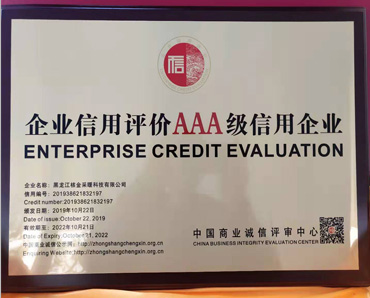 信
企业信用评价AAA级信用企业
ENTERPRISE CREDIT EVALUATION
企业名称：黑龙江核金采暖科技有限公司
信用编号：201938621832197
Credit number:201938621832197
颁发日期：2019年10月22日
Date of issue:October 22, 2019
有效期至：2022年10月21日
Date of Expiry:October 21, 2022
中国商业诚信公信网：http://zhongshangchengxin.org.cn
Enquiring Website:http://zhongshangchengxin.org.cn
中国商业诚信评审中心
CHINA BUSINESS INTEGRITY EVALUATION CENTER